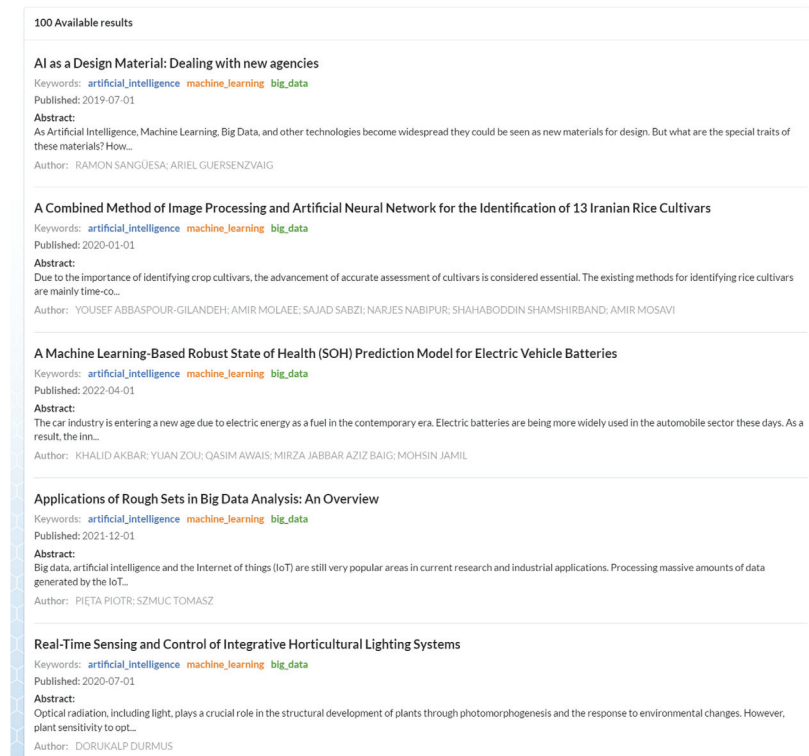 100 Available results
AI as a Design Material: Dealing with new agencies
Keywords: artificial_intelligence machine_learning big_data
Published: 2019-07-01
Abstract:
As Artificial Intelligence, Machine Learning, Big Data, and other technologies become widespread they could be seen as new materials for design. But what are the special traits of
these materials? How...
Author: RAMON SANGÜESA; ARIEL GUERSENZVAIG
A Combined Method of Image Processing and Artificial Neural Network for the Identification of 13 Iranian Rice Cultivars
Keywords: artificial_intelligence machine_learning big_data
Published: 2020-01-01
Abstract:
Due to the importance of identifying crop cultivars, the advancement of accurate assessment of cultivars is considered essential. The existing methods for identifying rice cultivars
are mainly time-co...
Author: YOUSEF ABBASPOUR-GILANDEH; AMIR MOLAEE; SAJAD SABZI; NARJES NABIPUR; SHAHABODDIN SHAMSHIRBAND; AMIR MOSAVI
A Machine Learning-Based Robust State of Health (SOH) Prediction Model for Electric Vehicle Batteries
Keywords: artificial_intelligence machine_learning big_data
Published: 2022-04-01
Abstract:
The car industry is entering a new age due to electric energy as a fuel in the contemporary era. Electric batteries are being more widely used in the automobile sector these days. As a
result, the inn...
Author: KHALID AKBAR; YUAN ZOU; QASIM AWAIS; MIRZA JABBAR AZIZ BAIG; MOHSIN JAMIL
Applications of Rough Sets in Big Data Analysis: An Overview
Keywords: artificial_intelligence machine_learning big_data
Published: 2021-12-01
Abstract:
Big data, artificial intelligence and the Internet of things (IoT) are still very popular areas in current research and industrial applications. Processing massive amounts of data
generated by the IoT...
Author: PIĘTA PIOTR; SZMUC TOMASZ
Real-Time Sensing and Control of Integrative Horticultural Lighting Systems
Keywords: artificial_intelligence machine_learning big_data
Published: 2020-07-01
Abstract:
Optical radiation, including light, plays a crucial role in the structural development of plants through photomorphogenesis and the response to environmental changes. However,
plant sensitivity to opt...
Author: DORUKALP DURMUS